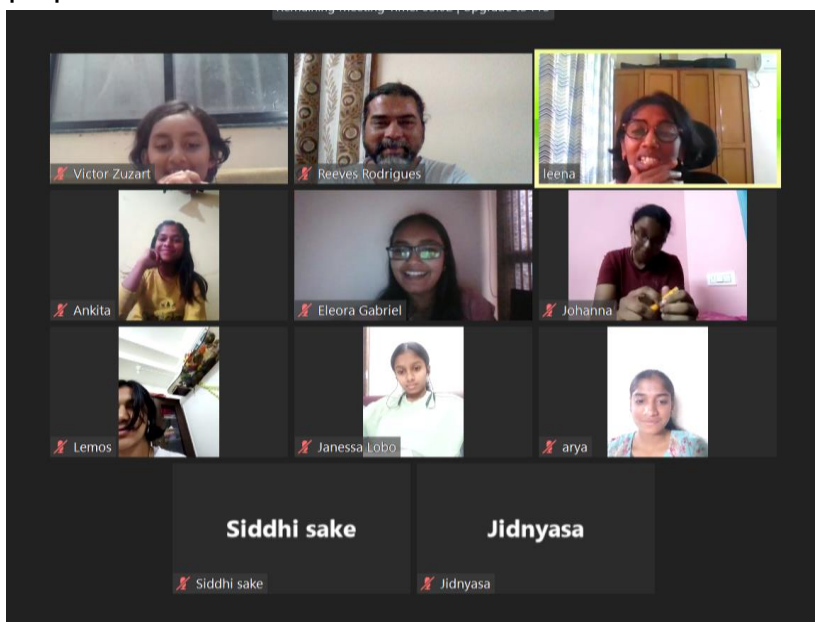 Victor Zuzart
Reeves Rodrigues
leena
Ankita
Eleora Gabriel
Johanna
Lemos
Janessa Lobo
arya
Siddhi sake
Jidnyasa
Siddhi sake
Jidnyasa